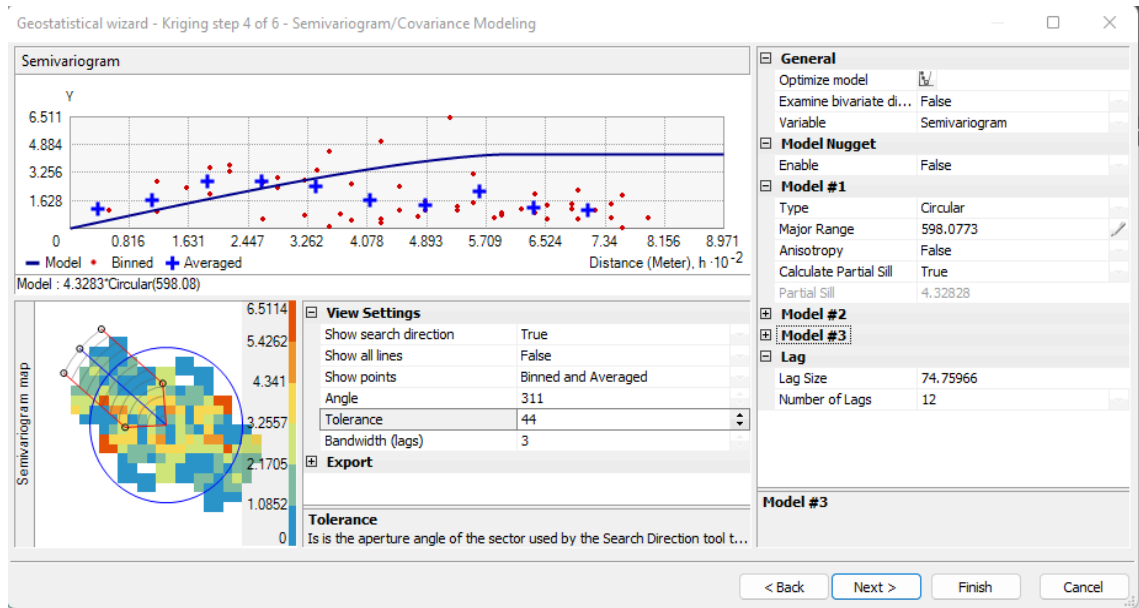 Geostatistical wizard - Kriging step 4 of 6 - Semivariogram/Covariance Modeling
Semivariogram
Y
6.511
4.884
3.256
1.628
0 0.816 1.631 2.447 3.262 4.078 4.893 5.709 6.524 7.34 8.156 8.971
Model Binned Averaged Distance (Meter), h ·10-2
Model : 4.3283*Circular(598.08)
Semivariogram map
6.5114
5.4262
4.341
3.2557
2.1705
1.0852
0
View Settings
Show search direction True
Show all lines False
Show points Binned and Averaged
Angle 311
Tolerance 44
Bandwidth (lags) 3
Export
Tolerance
Is is the aperture angle of the sector used by the Search Direction tool t...
General
Optimize model
Examine bivariate di... False
Variable Semivariogram
Model Nugget
Enable False
Model #1
Type Circular
Major Range 598.0773
Anisotropy False
Calculate Partial Sill True
Partial Sill 4.32828
Model #2
Model #3
Lag
Lag Size 74.75966
Number of Lags 12
Model #3
< Back Next > Finish Cancel